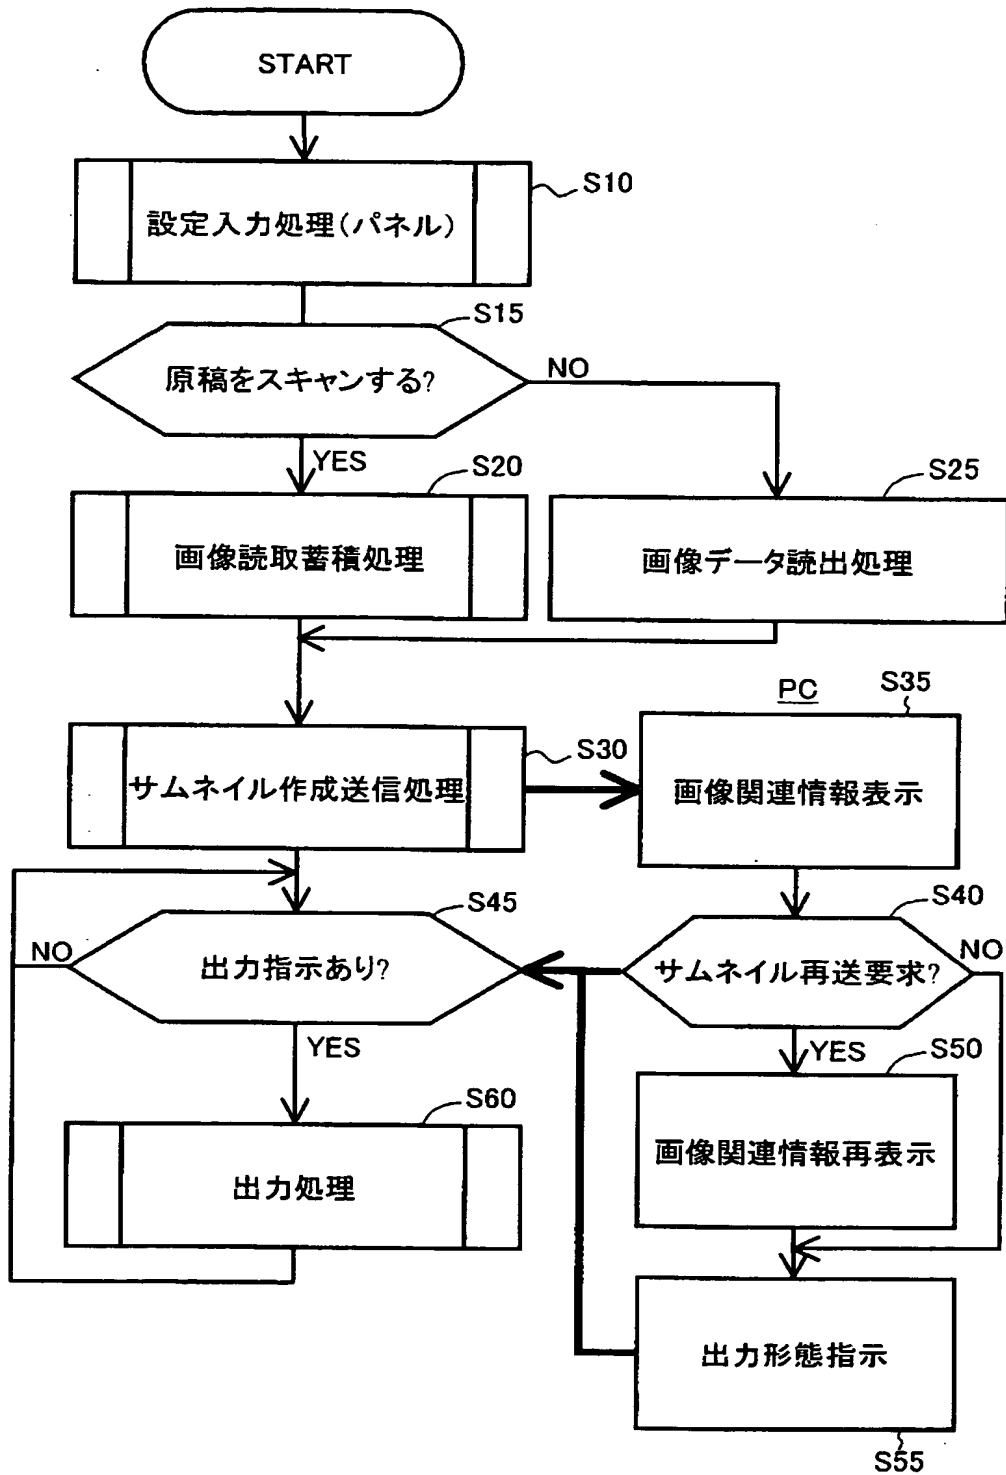 START
S10
設定入力処理(パネル)
S15
原稿をスキャンする?
NO
YES
S20
画像読取蓄積処理
S25
画像データ読出処理
PC
S35
S30
サムネイル作成送信処理
画像関連情報表示
S45
S40
NO
出力指示あり?
サムネイル再送要求?
NO
YES
YES
S50
S60
画像関連情報再表示
出力処理
出力形態指示
S55